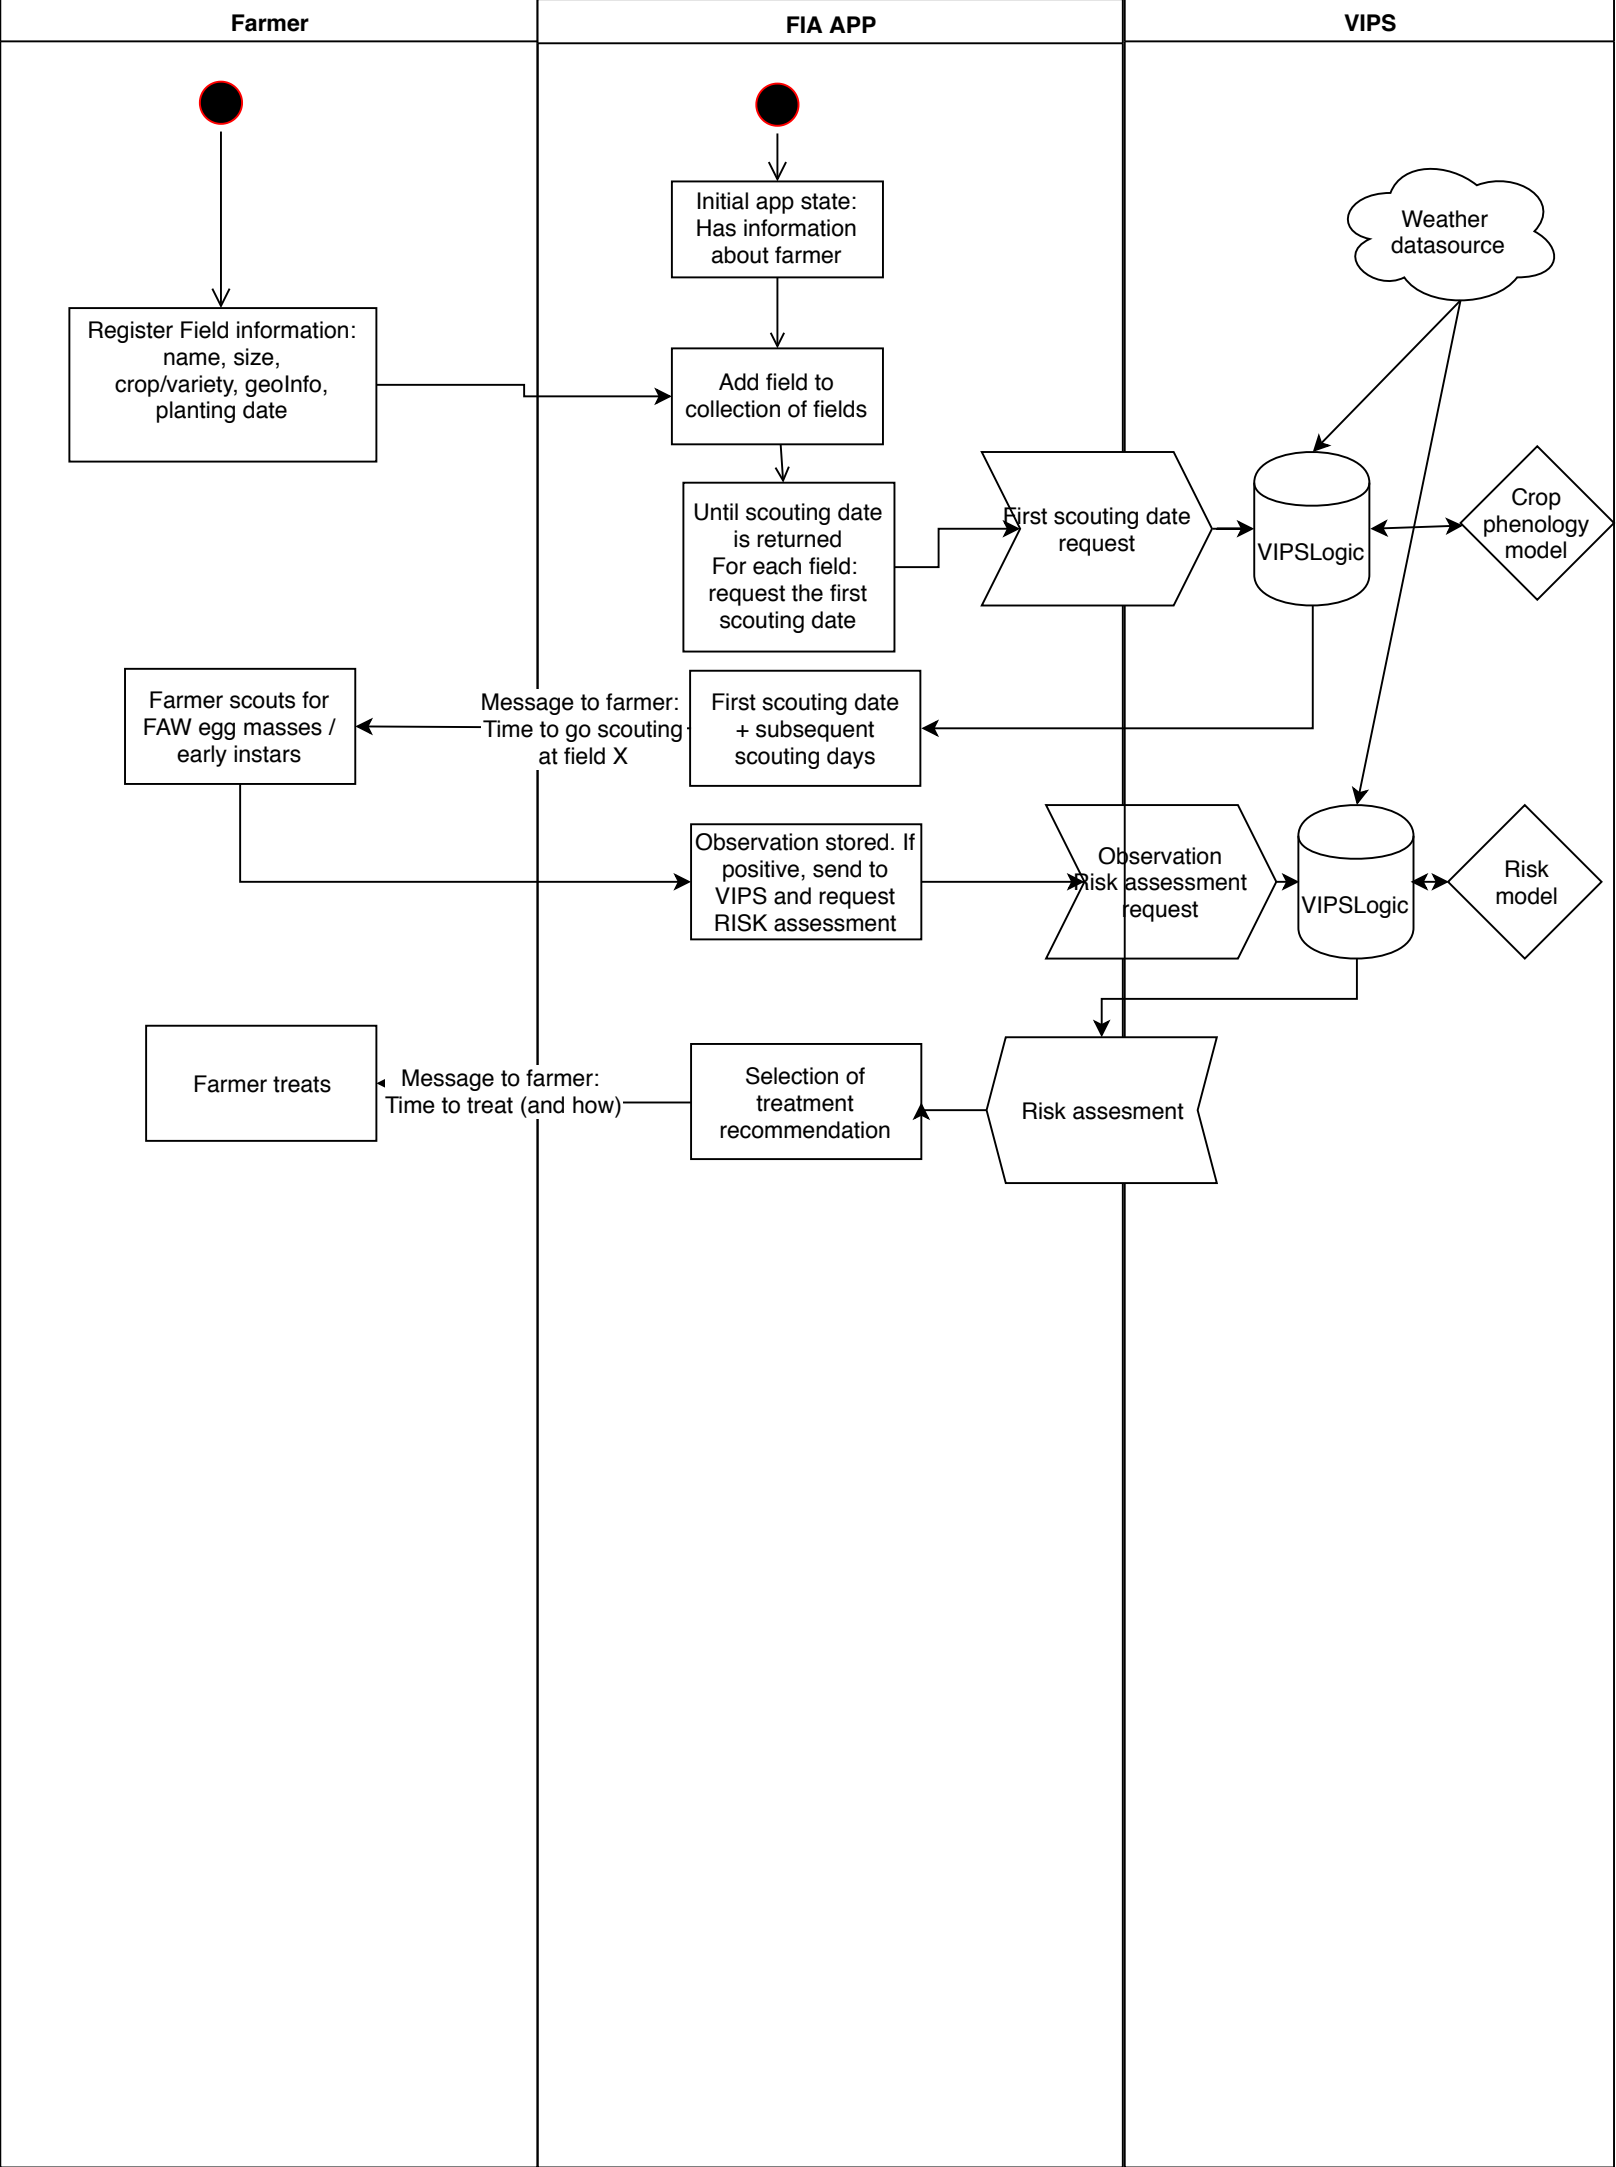 Farmer
FIA APP
VIPS
Initial app state:
Has information
about farmer
Weather
datasource
Register Field information:
name, size,
crop/variety, geoInfo,
planting date
Add field to
collection of fields
Until scouting date
is returned
For each field:
request the first
scouting date
First scouting date
request
VIPSLogic
Crop
phenology
model
Farmer scouts for
FAW egg masses /
early instars
Message to farmer:
Time to go scouting
at field X
First scouting date
+ subsequent
scouting days
Observation stored. If
positive, send to
VIPS and request
RISK assessment
Observation
Risk assessment
request
VIPSLogic
Risk
model
Farmer treats
Message to farmer:
Time to treat (and how)
Selection of
treatment
recommendation
Risk assesment